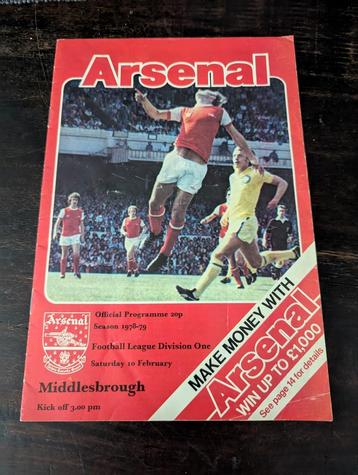 Arsenal
Arsenal
Official Programme 20p
Season 1978-79
Football League Division One
Saturday 10 February
Middlesbrough
Kick off 3.00 pm
MAKE MONEY WITH
Arsenal
WIN UP TO £1,000
See page 14 for details